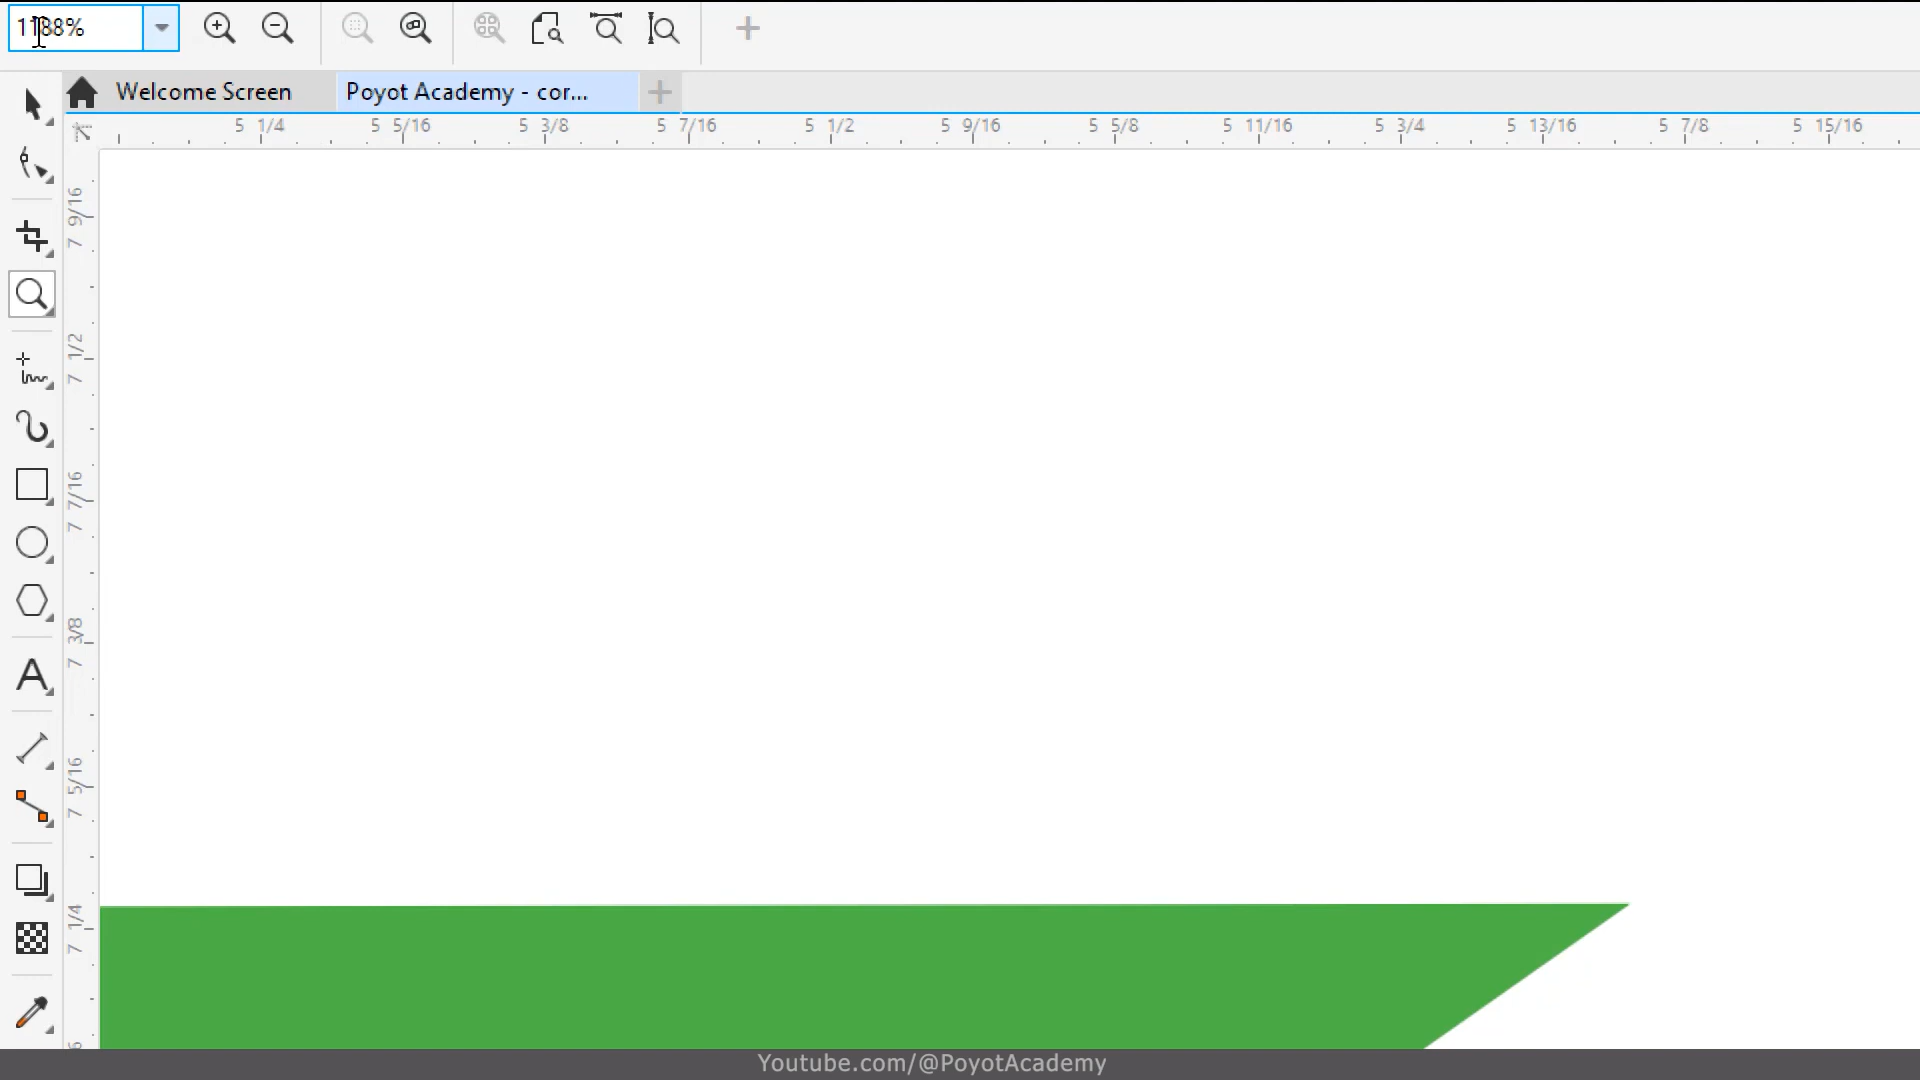 1188%
Welcome Screen
Poyot Academy - cor...
5 1/4 5 5/16 5 3/8 5 7/16 5 1/2 5 9/16 5 5/8 5 11/16 5 3/4 5 13/16 5 7/8 5 15/16
7 9/16
7 1/2
7 7/16
7 3/8
7 5/16
7 1/4
Youtube.com/@PoyotAcademy